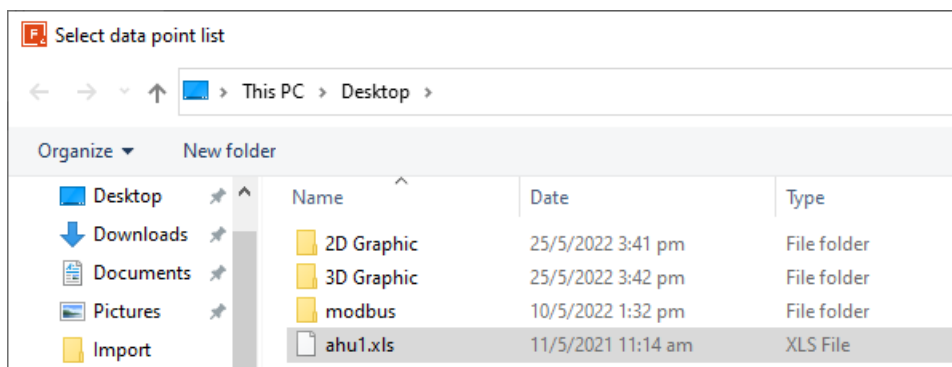 Select data point list
This PC > Desktop >
Organize New folder
Desktop
Downloads
Documents
Pictures
Import
Name Date Type
2D Graphic 25/5/2022 3:41 pm File folder
3D Graphic 25/5/2022 3:42 pm File folder
modbus 10/5/2022 1:32 pm File folder
ahu1.xls 11/5/2021 11:14 am XLS File